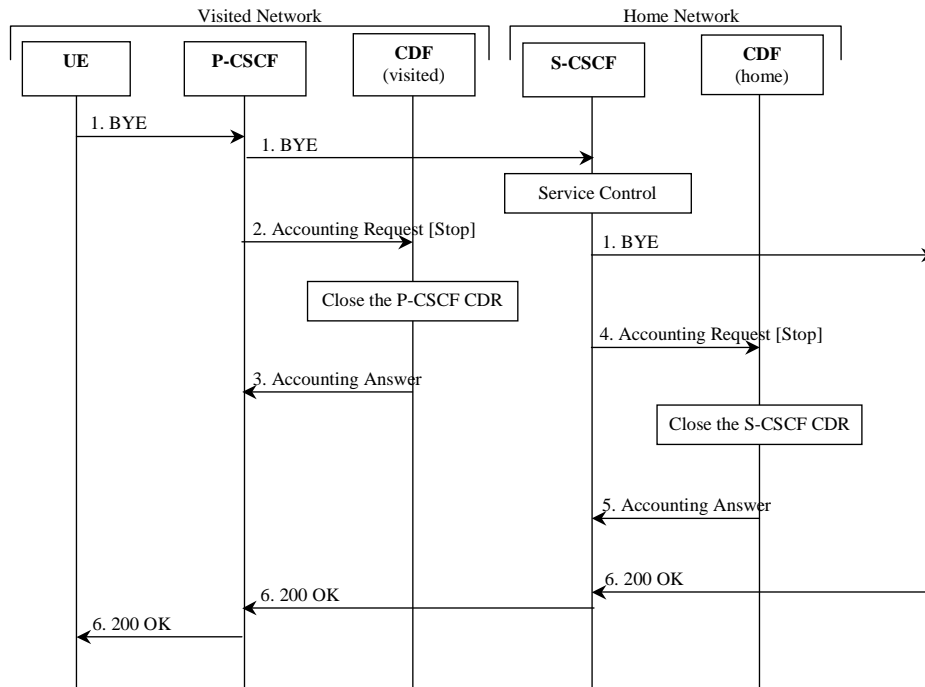 Visited Network
Home Network
UE
P-CSCF
CDF
(visited)
S-CSCF
CDF
(home)
1. BYE
1. BYE
Service Control
2. Accounting Request [Stop]
1. BYE
Close the P-CSCF CDR
4. Accounting Request [Stop]
3. Accounting Answer
Close the S-CSCF CDR
5. Accounting Answer
6. 200 OK
6. 200 OK
6. 200 OK